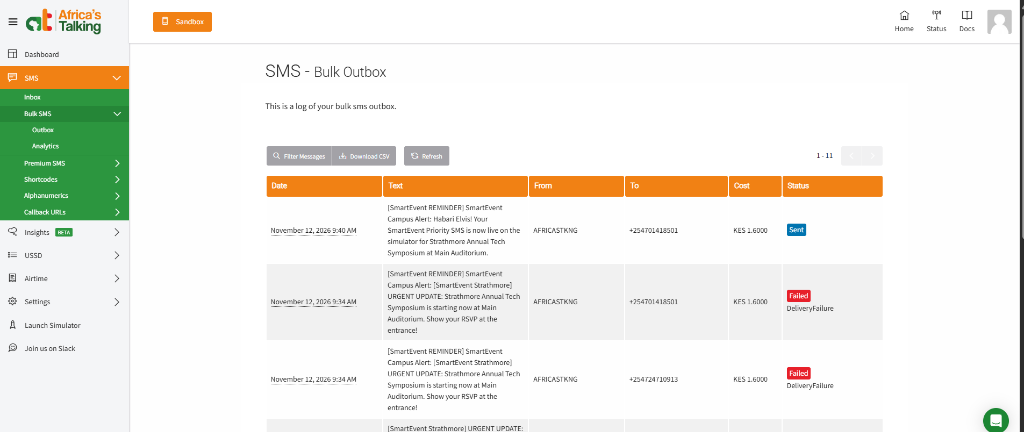 Africa's
Talking
Sandbox
Home
Status
Docs
Dashboard
SMS
Inbox
Bulk SMS
Outbox
Analytics
Premium SMS
Shortcodes
Alphanumerics
Callback URLs
Insights BETA
USSD
Airtime
Settings
Launch Simulator
Join us on Slack
SMS - Bulk Outbox
This is a log of your bulk sms outbox.
Filter Messages
Download CSV
Refresh
1 - 11
Date Text From To Cost Status
[SmartEvent REMINDER] SmartEvent
Campus Alert: Habari Elvis! Your
SmartEvent Priority SMS is now live on the
simulator for Strathmore Annual Tech
Symposium at Main Auditorium.
November 12, 2026 9:40 AM
AFRICASTKNG
+254701418501
KES 1.6000
Sent
[SmartEvent REMINDER] SmartEvent
Campus Alert: [SmartEvent Strathmore]
URGENT UPDATE: Strathmore Annual Tech
Symposium is starting now at Main
Auditorium. Show your RSVP at the
entrance!
November 12, 2026 9:34 AM
AFRICASTKNG
+254701418501
KES 1.6000
Failed
DeliveryFailure
[SmartEvent REMINDER] SmartEvent
Campus Alert: [SmartEvent Strathmore]
URGENT UPDATE: Strathmore Annual Tech
Symposium is starting now at Main
Auditorium. Show your RSVP at the
entrance!
November 12, 2026 9:34 AM
AFRICASTKNG
+254724710913
KES 1.6000
Failed
DeliveryFailure
[SmartEvent Strathmore] URGENT UPDATE: